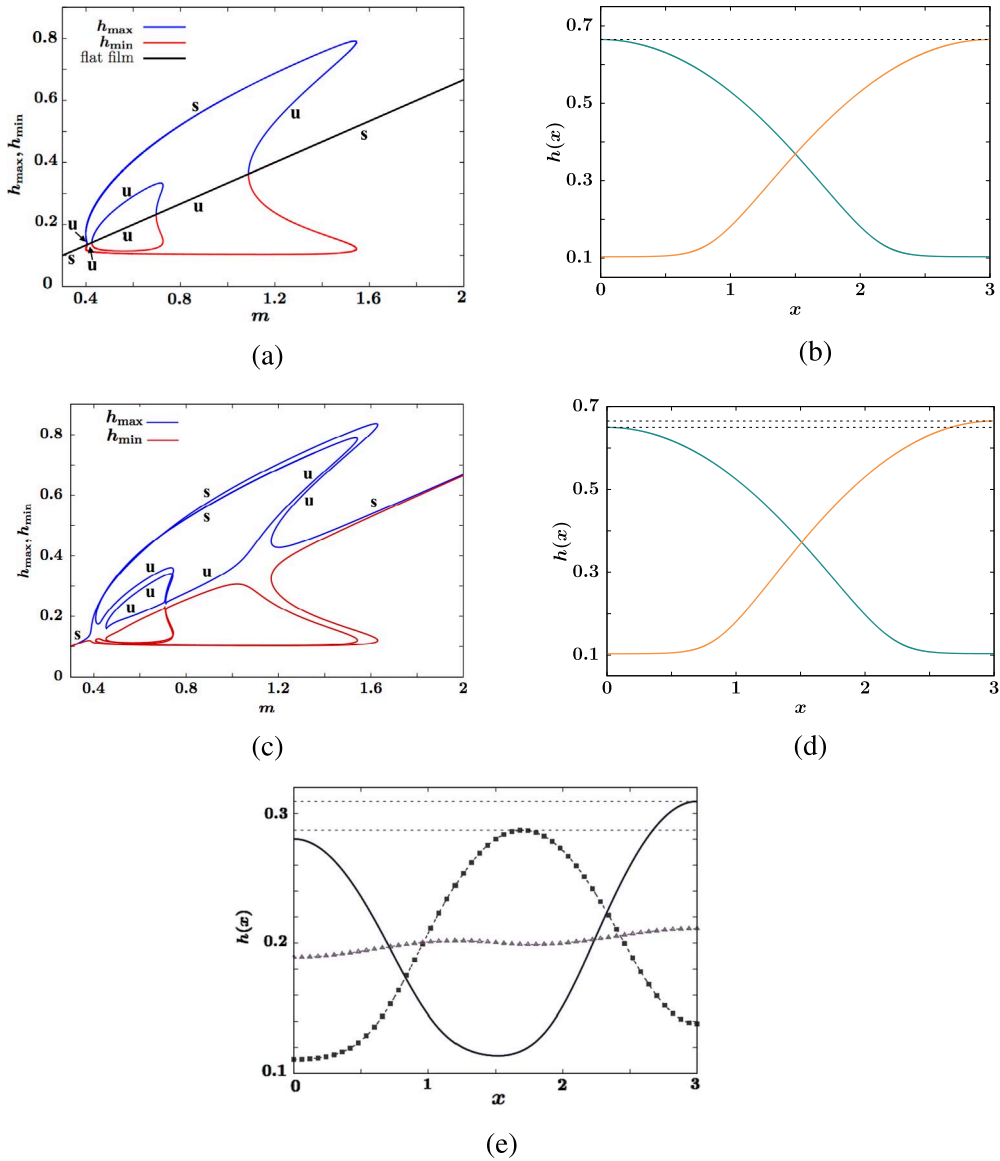 h_max
h_min
flat film
h_max, h_min
0.8
0.6
0.4
0.2
0
s
u
s
u
u
u
u
s
u
0.4 0.8 1.2 1.6 2
m
(a)
h(x)
0.7
0.5
0.3
0.1
0 1 2 3
x
(b)
h_max
h_min
h_max, h_min
0.8
0.6
0.4
0.2
0
s
s
u
u
s
u
u
u
u
s
0.4 0.8 1.2 1.6 2
m
(c)
h(x)
0.7
0.5
0.3
0.1
0 1 2 3
x
(d)
h(x)
0.3
0.2
0.1
0 1 2 3
x
(e)